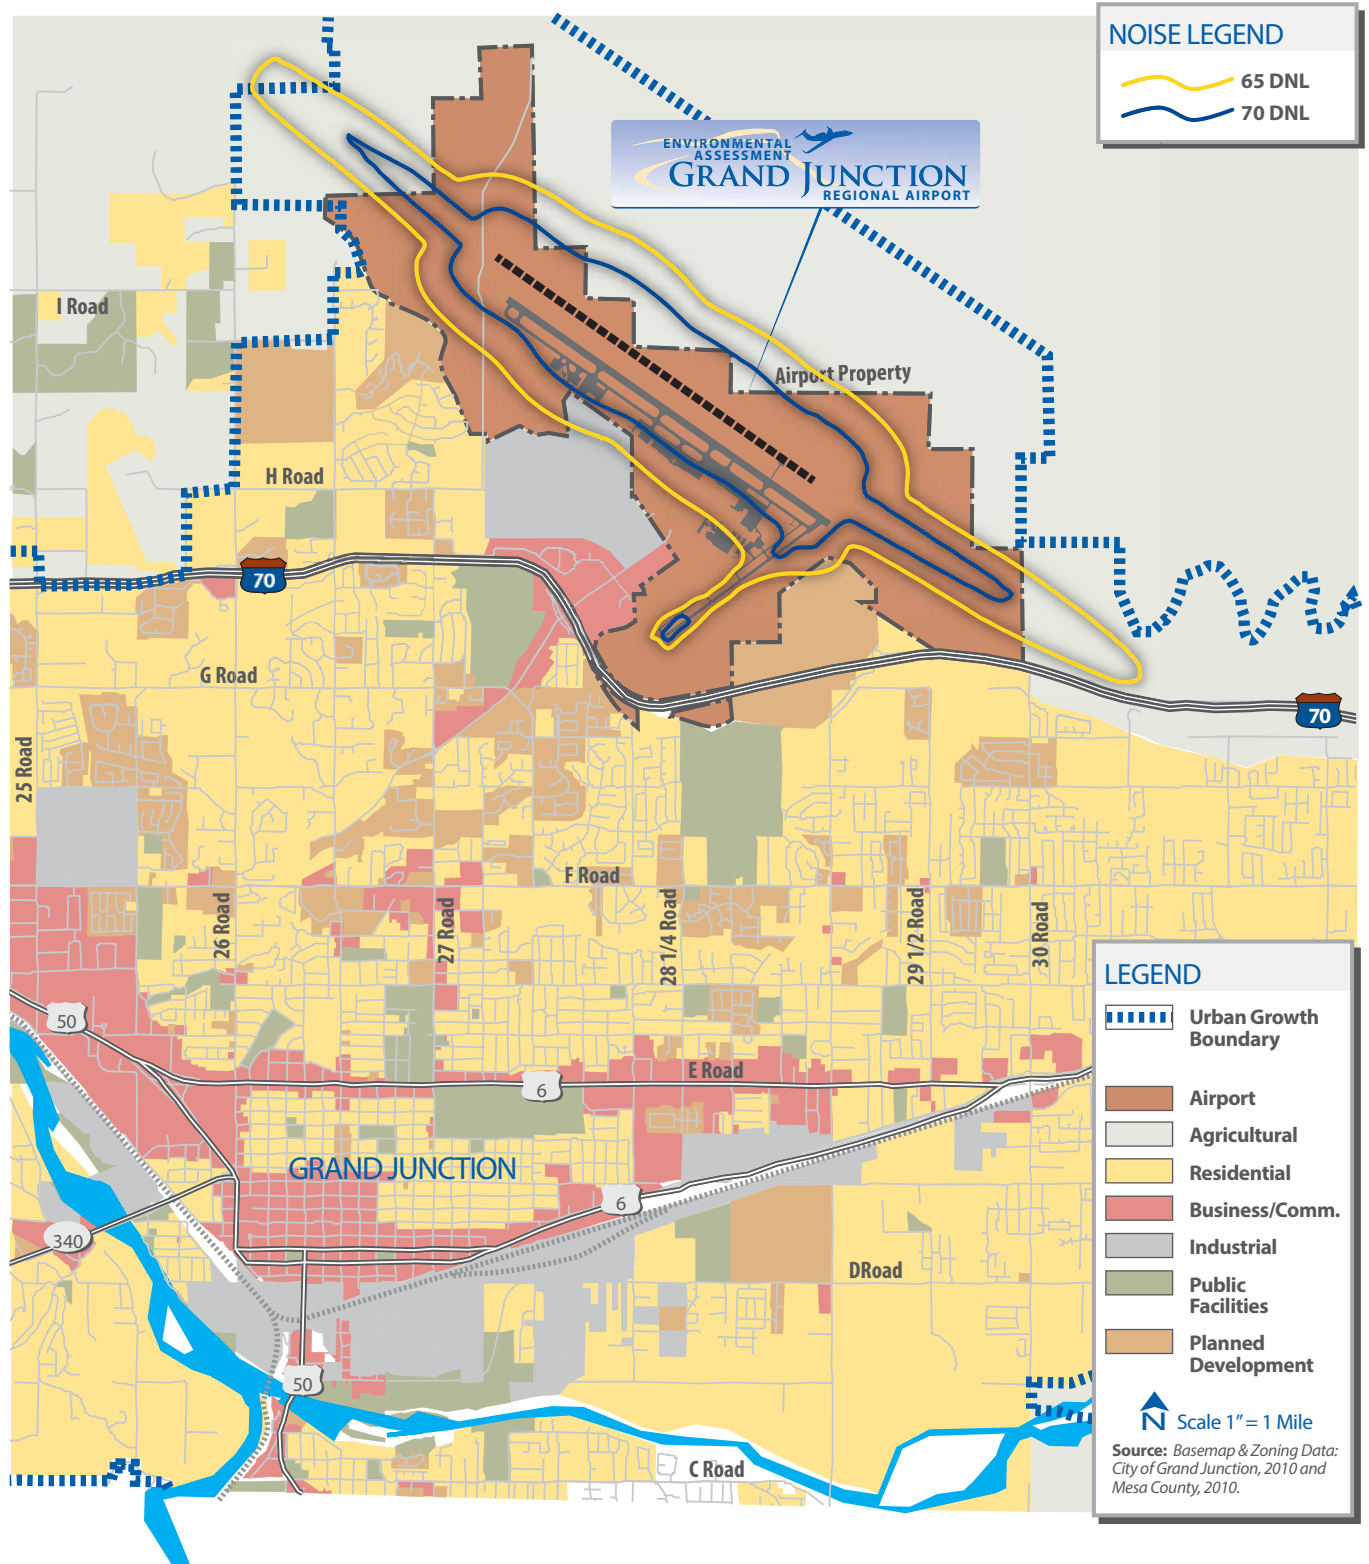 NOISE LEGEND
65 DNL
70 DNL
ENVIRONMENTAL
ASSESSMENT
GRAND JUNCTION
REGIONAL AIRPORT
I Road
Airport Property
H Road
70
G Road
70
25 Road
F Road
26 Road
27 Road
28 1/4 Road
29 1/2 Road
30 Road
50
E Road
6
GRAND JUNCTION
6
340
DRoad
50
C Road
LEGEND
Urban Growth
Boundary
Airport
Agricultural
Residential
Business/Comm.
Industrial
Public
Facilities
Planned
Development
N Scale 1” = 1 Mile
Source: Basemap & Zoning Data:
City of Grand Junction, 2010 and
Mesa County, 2010.